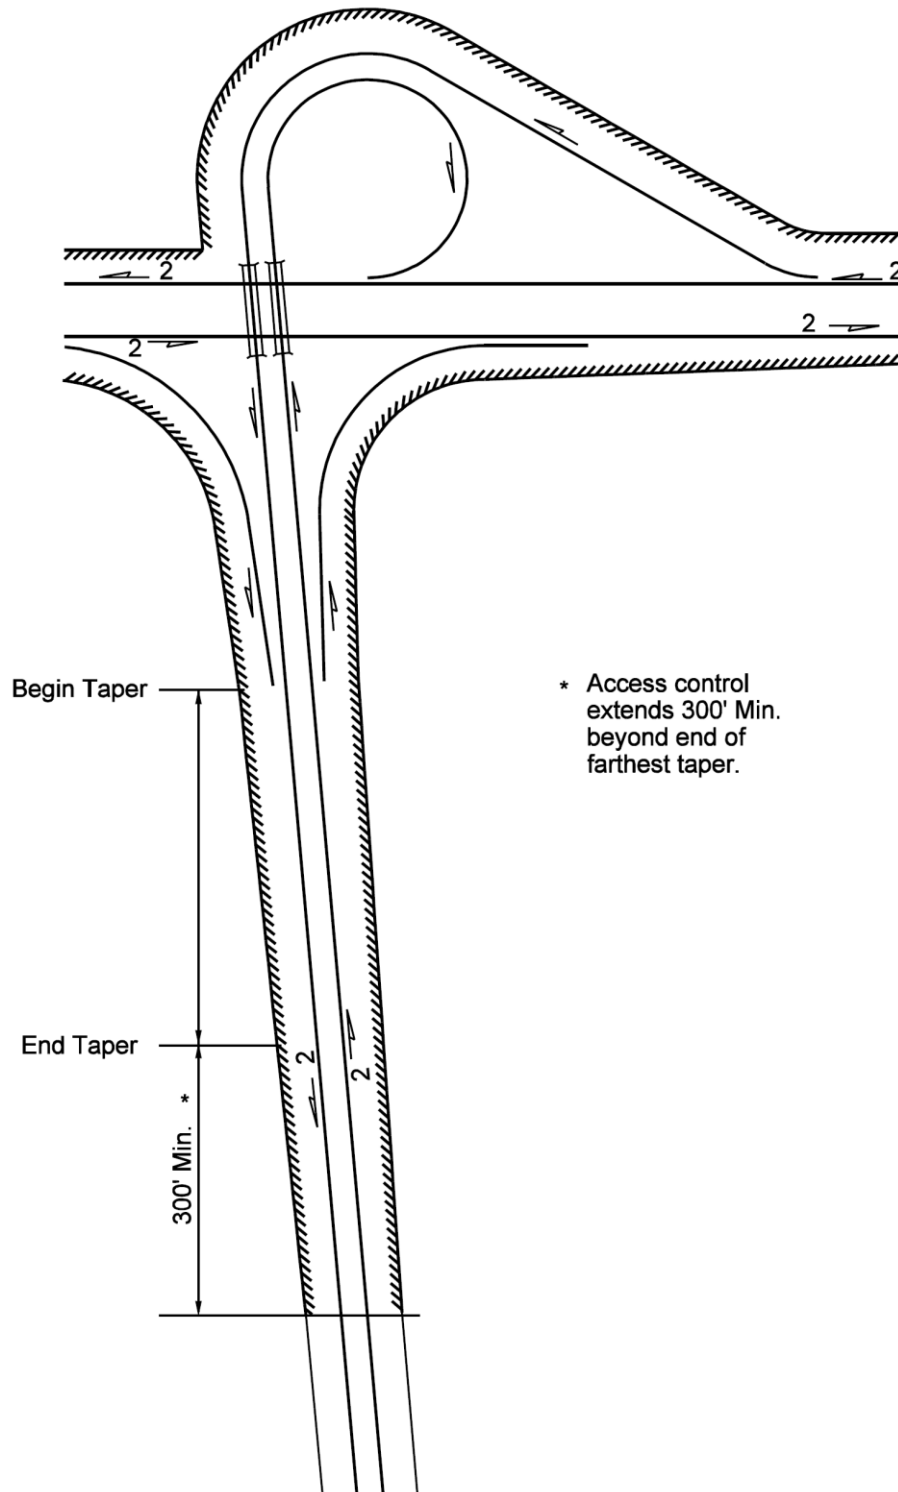 2
2
2
2
Begin Taper
* Access control
extends 300' Min.
beyond end of
farthest taper.
End Taper
2
2
300' Min. *